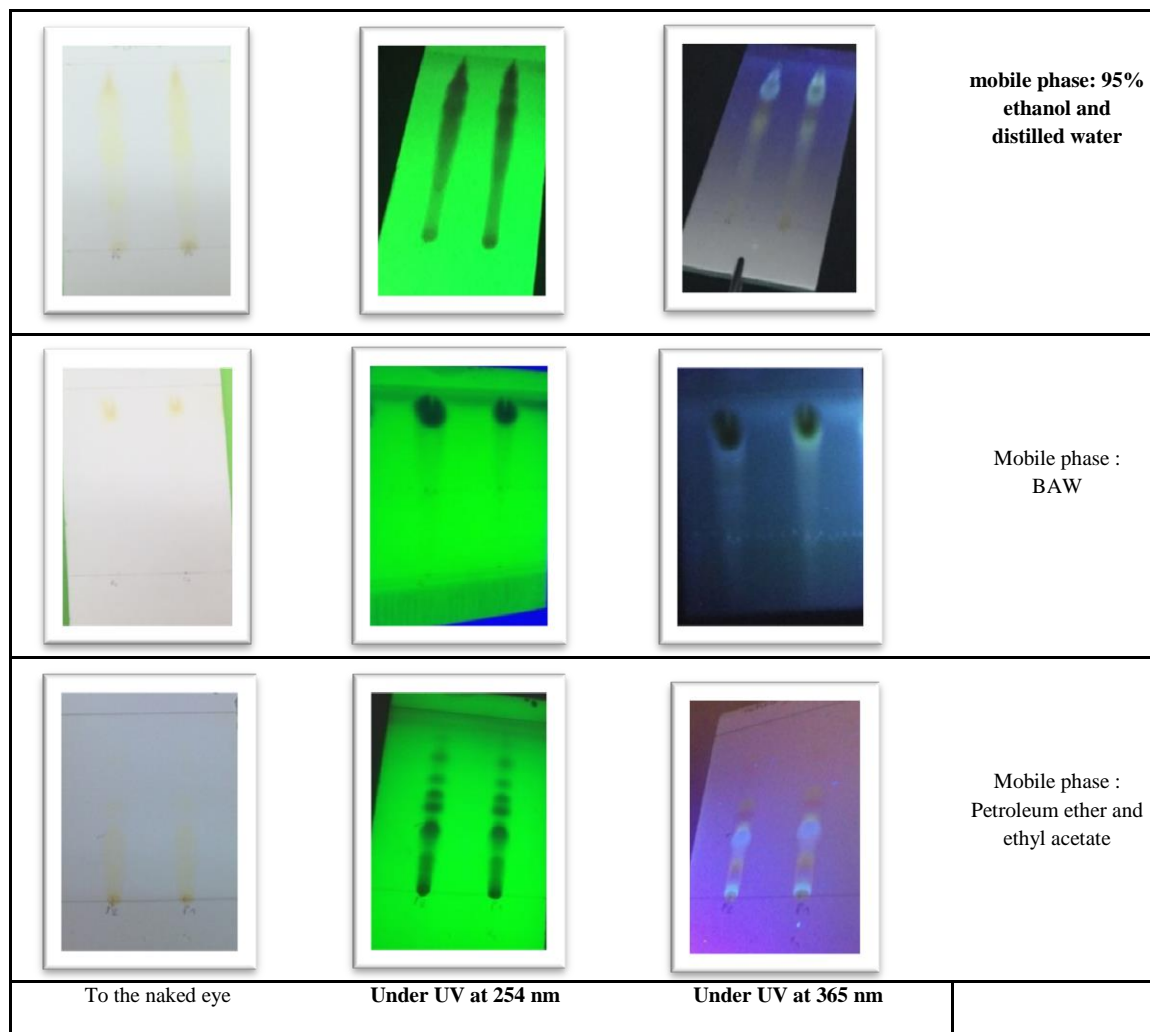 mobile phase: 95%
ethanol and
distilled water
Mobile phase :
BAW
Mobile phase :
Petroleum ether and
ethyl acetate
To the naked eye
Under UV at 254 nm
Under UV at 365 nm